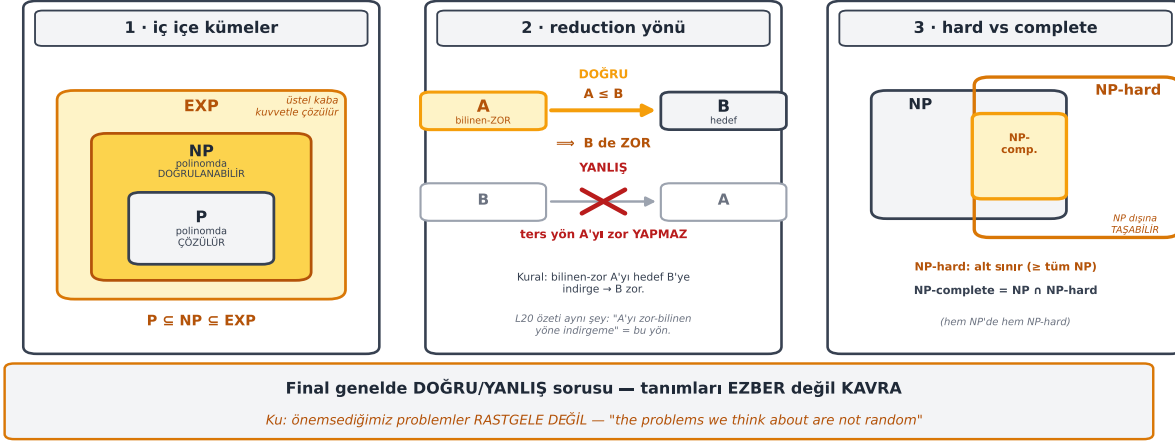 1 · iç içe kümeler
EXP
üstel kaba
kuvvetle çözülür
NP
polinomda
DOĞRULANABİLİR
P
polinomda
ÇÖZÜLÜR
P ⊆ NP ⊆ EXP
2 · reduction yönü
DOĞRU
A ≤ B
A
bilinen-ZOR
B
hedef
⟹ B de ZOR
YANLIŞ
B
A
ters yön A'yı zor YAPMAZ
Kural: bilinen-zor A'yı hedef B'ye
indirge → B zor.
L20 özeti aynı şey: "A'yı zor-bilinen
yöne indirgeme" = bu yön.
3 · hard vs complete
NP
NP-hard
NP-
comp.
NP dışına
TAŞABİLİR
NP-hard: alt sınır (≥ tüm NP)
NP-complete = NP ∩ NP-hard
(hem NP'de hem NP-hard)
Final genelde DOĞRU/YANLIŞ sorusu — tanımları EZBER değil KAVRA
Ku: önemsediğimiz problemler RASTGELE DEĞİL — "the problems we think about are not random"